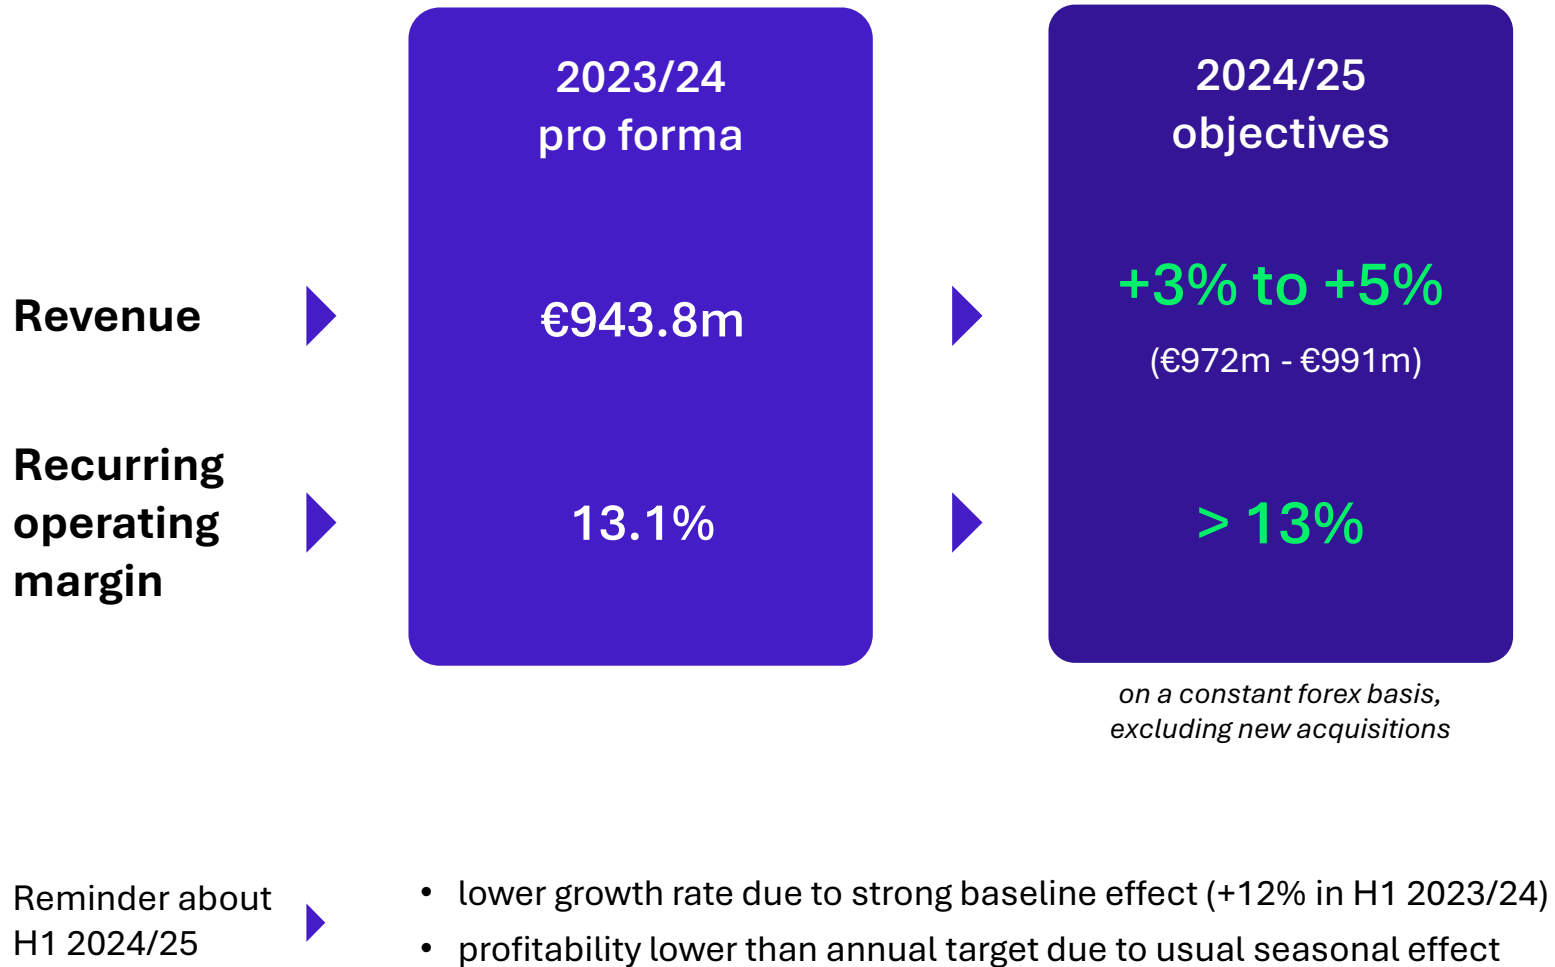 2023/24
pro forma
2024/25
objectives
Revenue
€943.8m
+3% to +5%
(€972m - €991m)
Recurring
operating
margin
13.1%
> 13%
on a constant forex basis,
excluding new acquisitions
Reminder about
H1 2024/25
• lower growth rate due to strong baseline effect (+12% in H1 2023/24)
• profitability lower than annual target due to usual seasonal effect